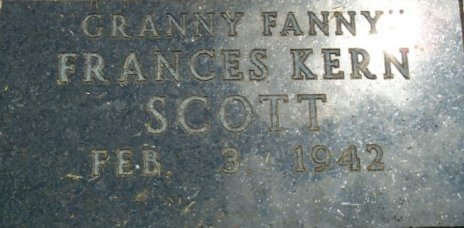 "GRANNY FANNY"
FRANCES KERN
SCOTT
FEB. 3, 1942